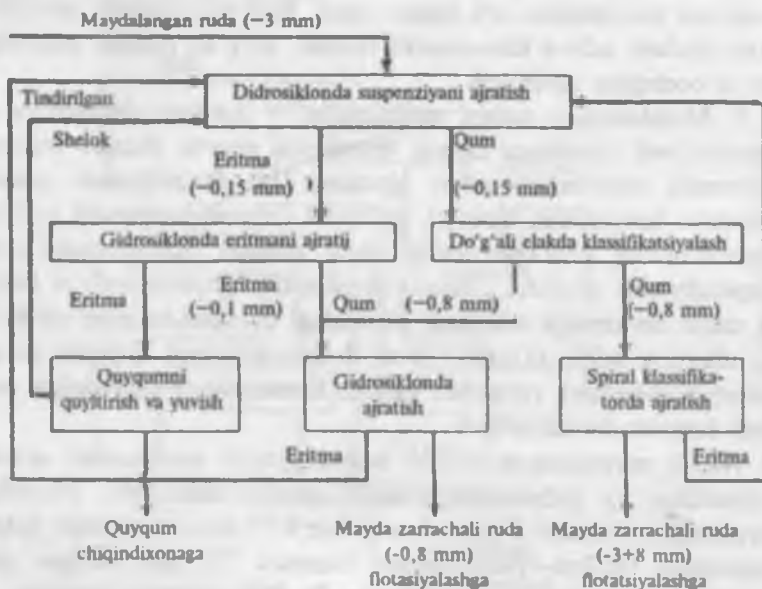 Maydalangan ruda (−3 mm)
Didrosiklonda suspenziyani ajratish
Tindirilgan
Shelok
Eritma
(−0,15 mm)
Qum
(−0,15 mm)
Gidrosiklonda eritmani ajratij
Do'g'ali elakda klassifikatsiyalash
Eritma
Eritma
(−0,1 mm)
Qum
(−0,8 mm)
Qum
(−0,8 mm)
Quyqumni
quyltirish va yuvish
Gidrosiklonda
ajratish
Spiral klassifika-
torda ajratish
Eritma
Eritma
Quyqum
chiqindixonaga
Mayda zarrachali ruda
(-0,8 mm)
flotasiyalashga
Mayda zarrachali ruda
(-3+8 mm)
flotatsiyalashga